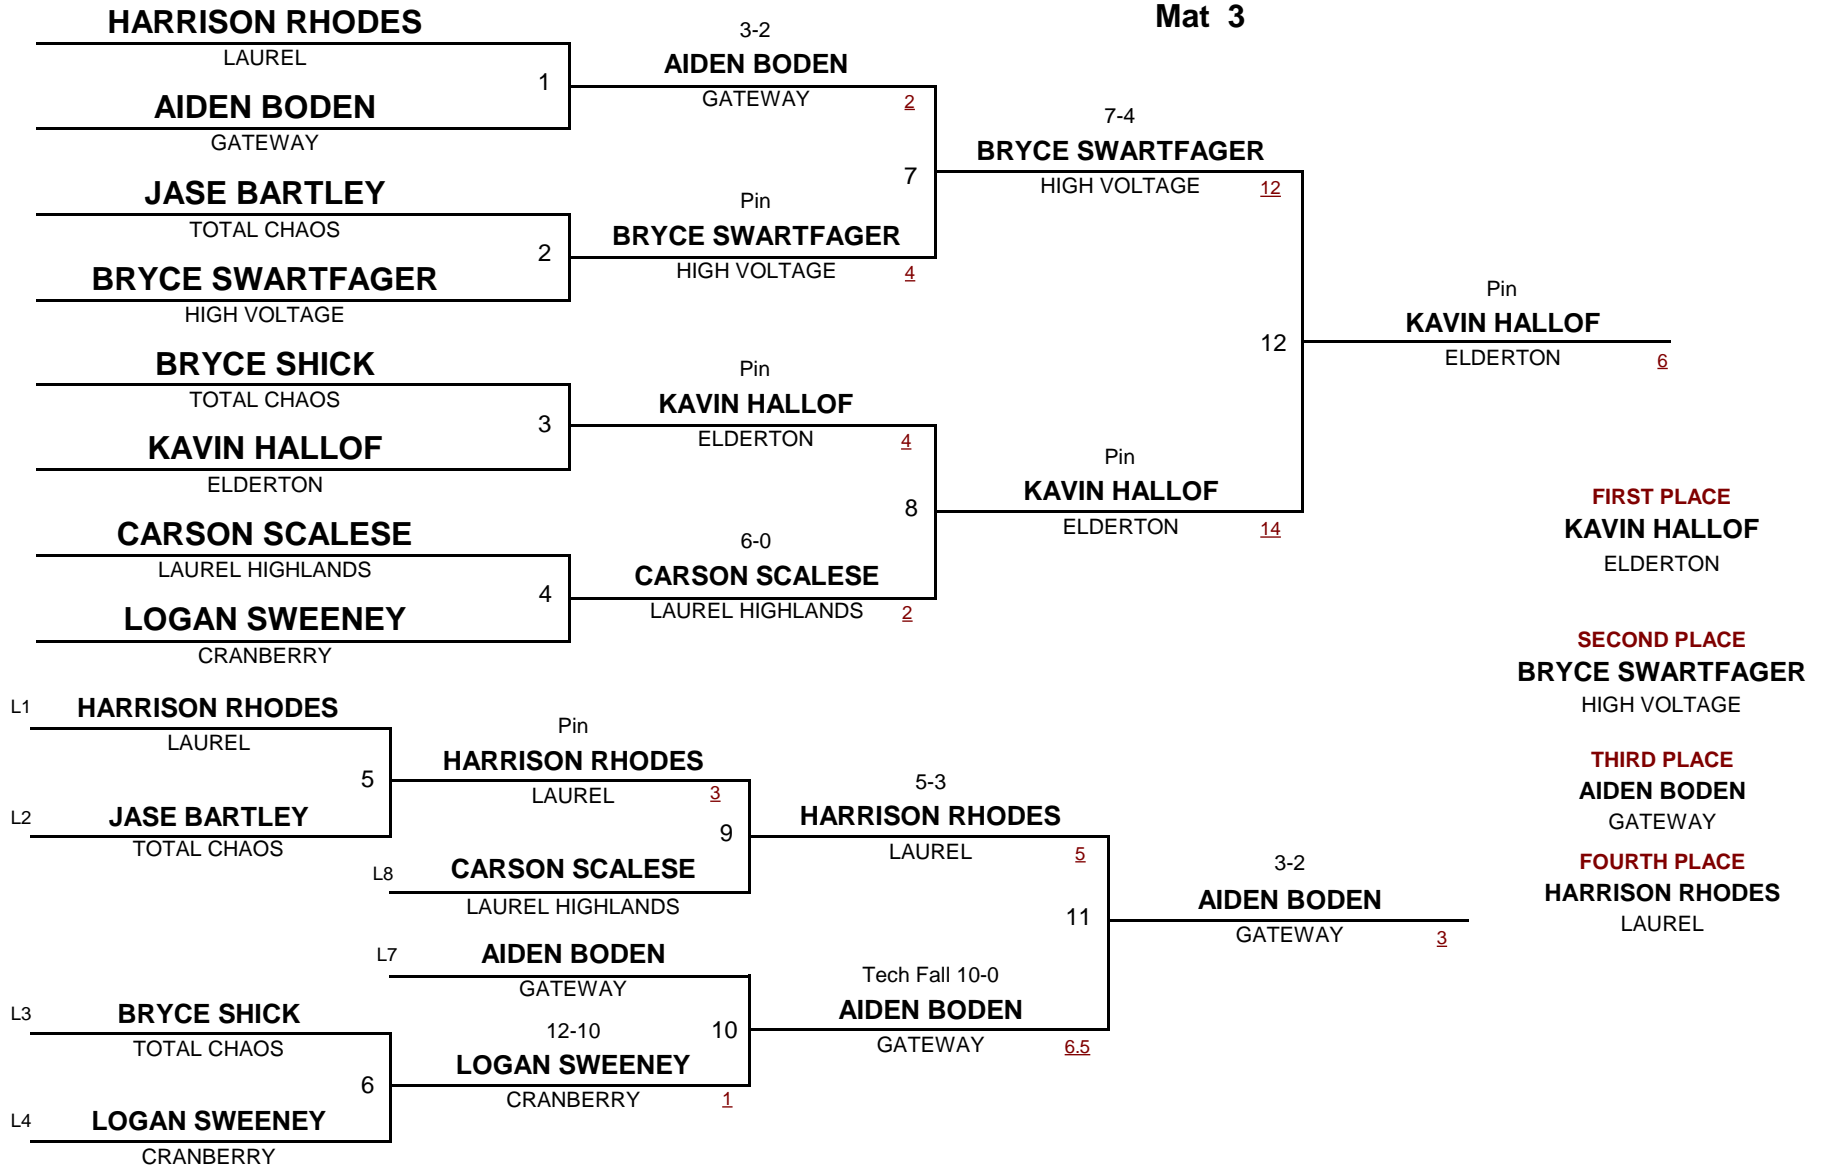 Mat 3
HARRISON RHODES
LAUREL
1
AIDEN BODEN
GATEWAY
JASE BARTLEY
TOTAL CHAOS
2
BRYCE SWARTFAGER
HIGH VOLTAGE
BRYCE SHICK
TOTAL CHAOS
3
KAVIN HALLOF
ELDERTON
CARSON SCALESE
LAUREL HIGHLANDS
4
LOGAN SWEENEY
CRANBERRY
3-2
AIDEN BODEN
GATEWAY 2
7
Pin
BRYCE SWARTFAGER
HIGH VOLTAGE 4
Pin
KAVIN HALLOF
ELDERTON 4
8
6-0
CARSON SCALESE
LAUREL HIGHLANDS 2
7-4
BRYCE SWARTFAGER
HIGH VOLTAGE 12
12
Pin
KAVIN HALLOF
ELDERTON 14
Pin
KAVIN HALLOF
ELDERTON 6
FIRST PLACE
KAVIN HALLOF
ELDERTON
SECOND PLACE
BRYCE SWARTFAGER
HIGH VOLTAGE
THIRD PLACE
AIDEN BODEN
GATEWAY
FOURTH PLACE
HARRISON RHODES
LAUREL
L1 HARRISON RHODES
LAUREL
5
L2 JASE BARTLEY
TOTAL CHAOS
L3 BRYCE SHICK
TOTAL CHAOS
6
L4 LOGAN SWEENEY
CRANBERRY
Pin
HARRISON RHODES
LAUREL 3
9
L8 CARSON SCALESE
LAUREL HIGHLANDS
L7 AIDEN BODEN
GATEWAY
12-10 10
LOGAN SWEENEY
CRANBERRY 1
5-3
HARRISON RHODES
LAUREL 5
11
Tech Fall 10-0
AIDEN BODEN
GATEWAY 6.5
3-2
AIDEN BODEN
GATEWAY 3